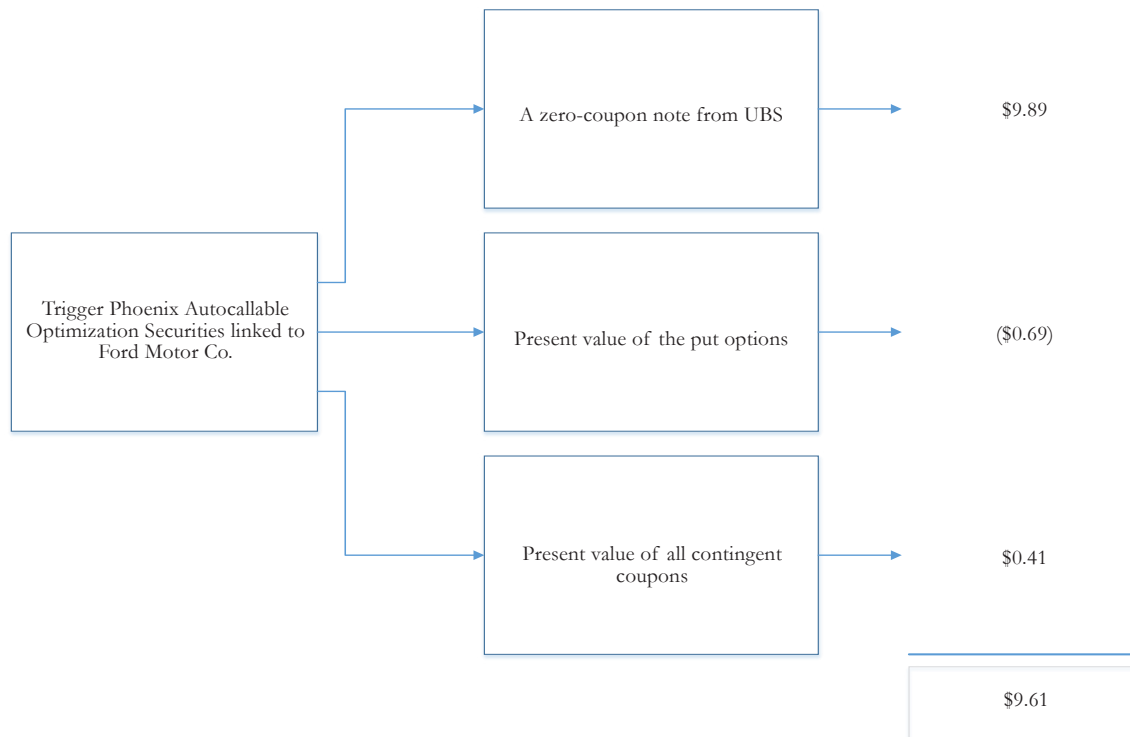 A zero-coupon note from UBS
$9.89
Trigger Phoenix Autocallable
Optimization Securities linked to
Ford Motor Co.
Present value of the put options
($0.69)
Present value of all contingent
coupons
$0.41
$9.61